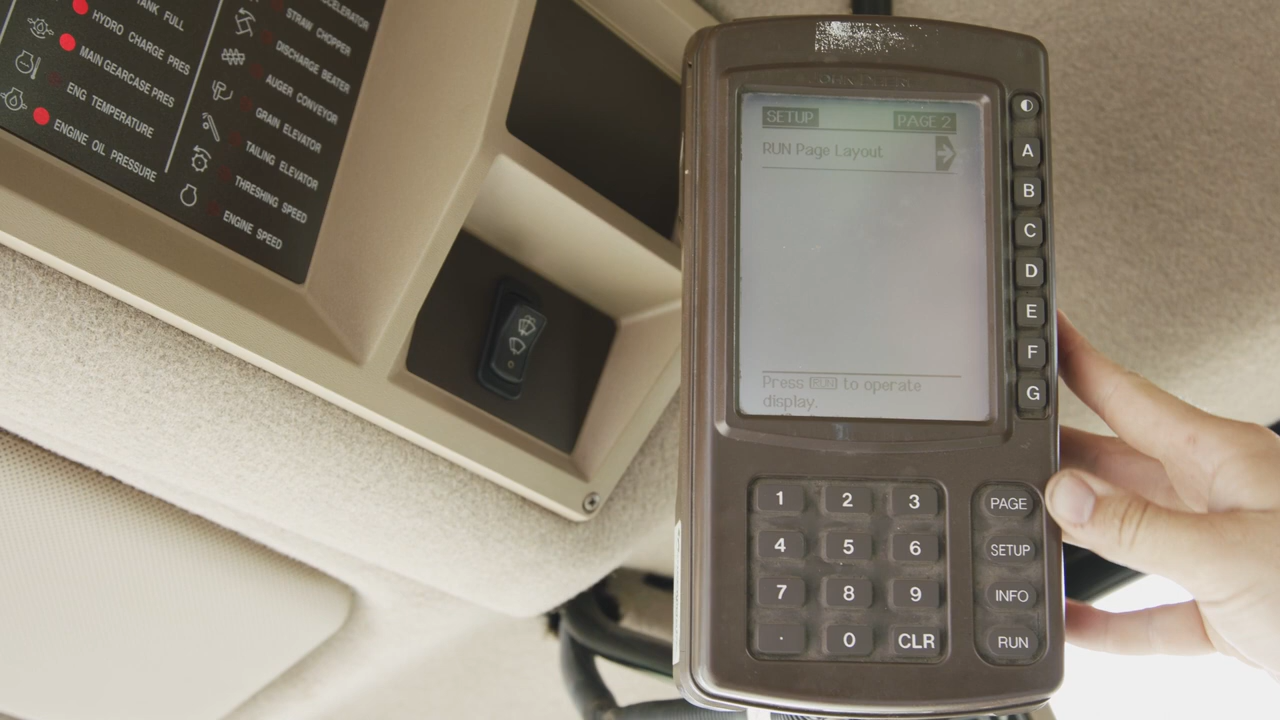 TANK FULL
HYDRO CHARGE PRES
MAIN GEARCASE PRES
ENG TEMPERATURE
ENGINE OIL PRESSURE
STRAW CHOPPER
DISCHARGE BEATER
AUGER CONVEYOR
GRAIN ELEVATOR
TAILING ELEVATOR
THRESHING SPEED
ENGINE SPEED
JOHN DEERE
SETUP PAGE 2
RUN Page Layout
Press RUN to operate
display.
A
B
C
D
E
F
G
1 2 3
4 5 6
7 8 9
. 0 CLR
PAGE
SETUP
INFO
RUN